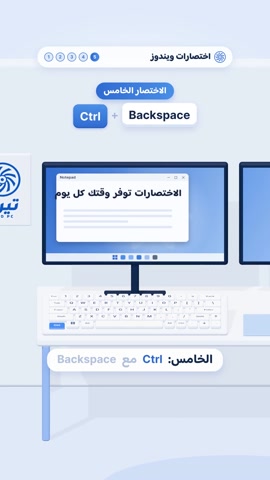 اختصارات ويندوز
1 2 3 4 5
الاختصار الخامس
Ctrl + Backspace
Notepad
الاختصارات توفر وقتك كل يوم
الخامس: Ctrl مع Backspace